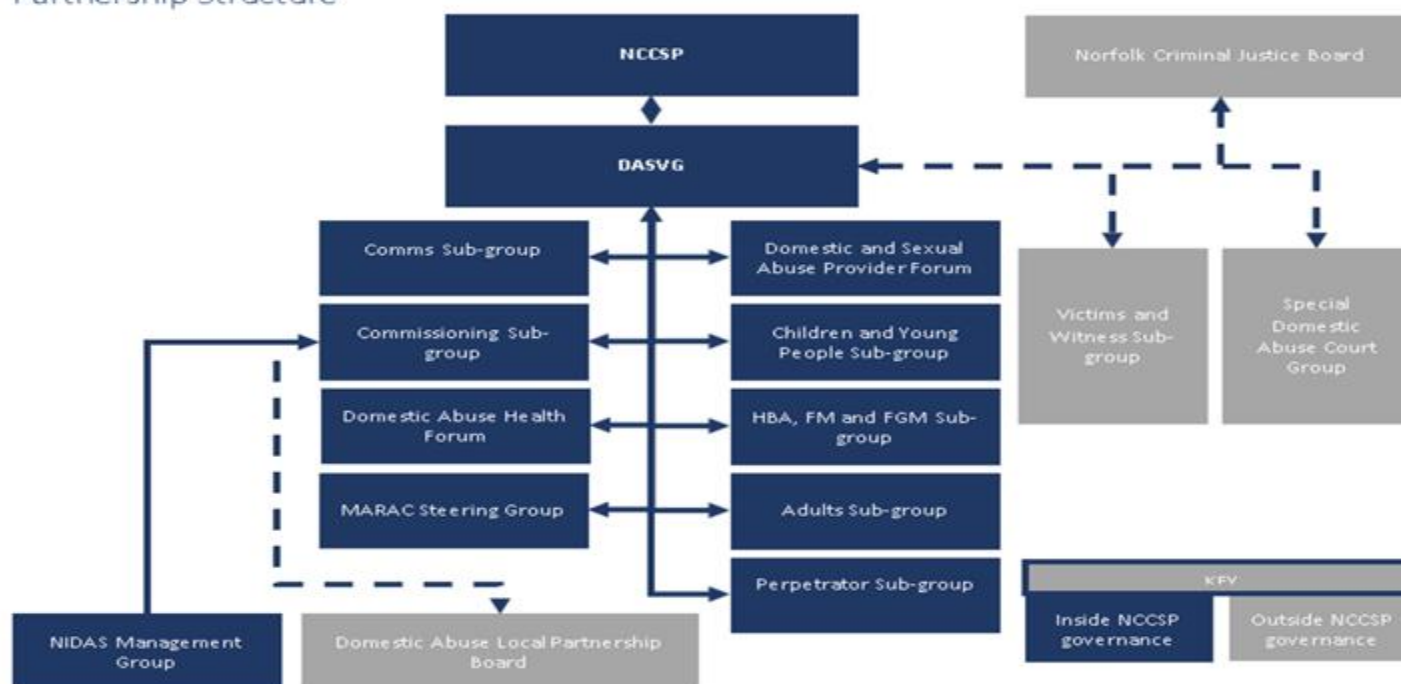 Partnership Structure
NCCSP
Norfolk Criminal Justice Board
DASVG
Comms Sub-group
Domestic and Sexual
Abuse Provider Forum
Commissioning Sub-
group
Children and Young
People Sub-group
Victims and
Witness Sub-
group
Special
Domestic
Abuse Court
Group
Domestic Abuse Health
Forum
HBA, FM and FGM Sub-
group
MARAC Steering Group
Adults Sub-group
Perpetrator Sub-group
KEY
Inside NCCSP
governance
Outside NCCSP
governance
NIDAS Management
Group
Domestic Abuse Local Partnership
Board